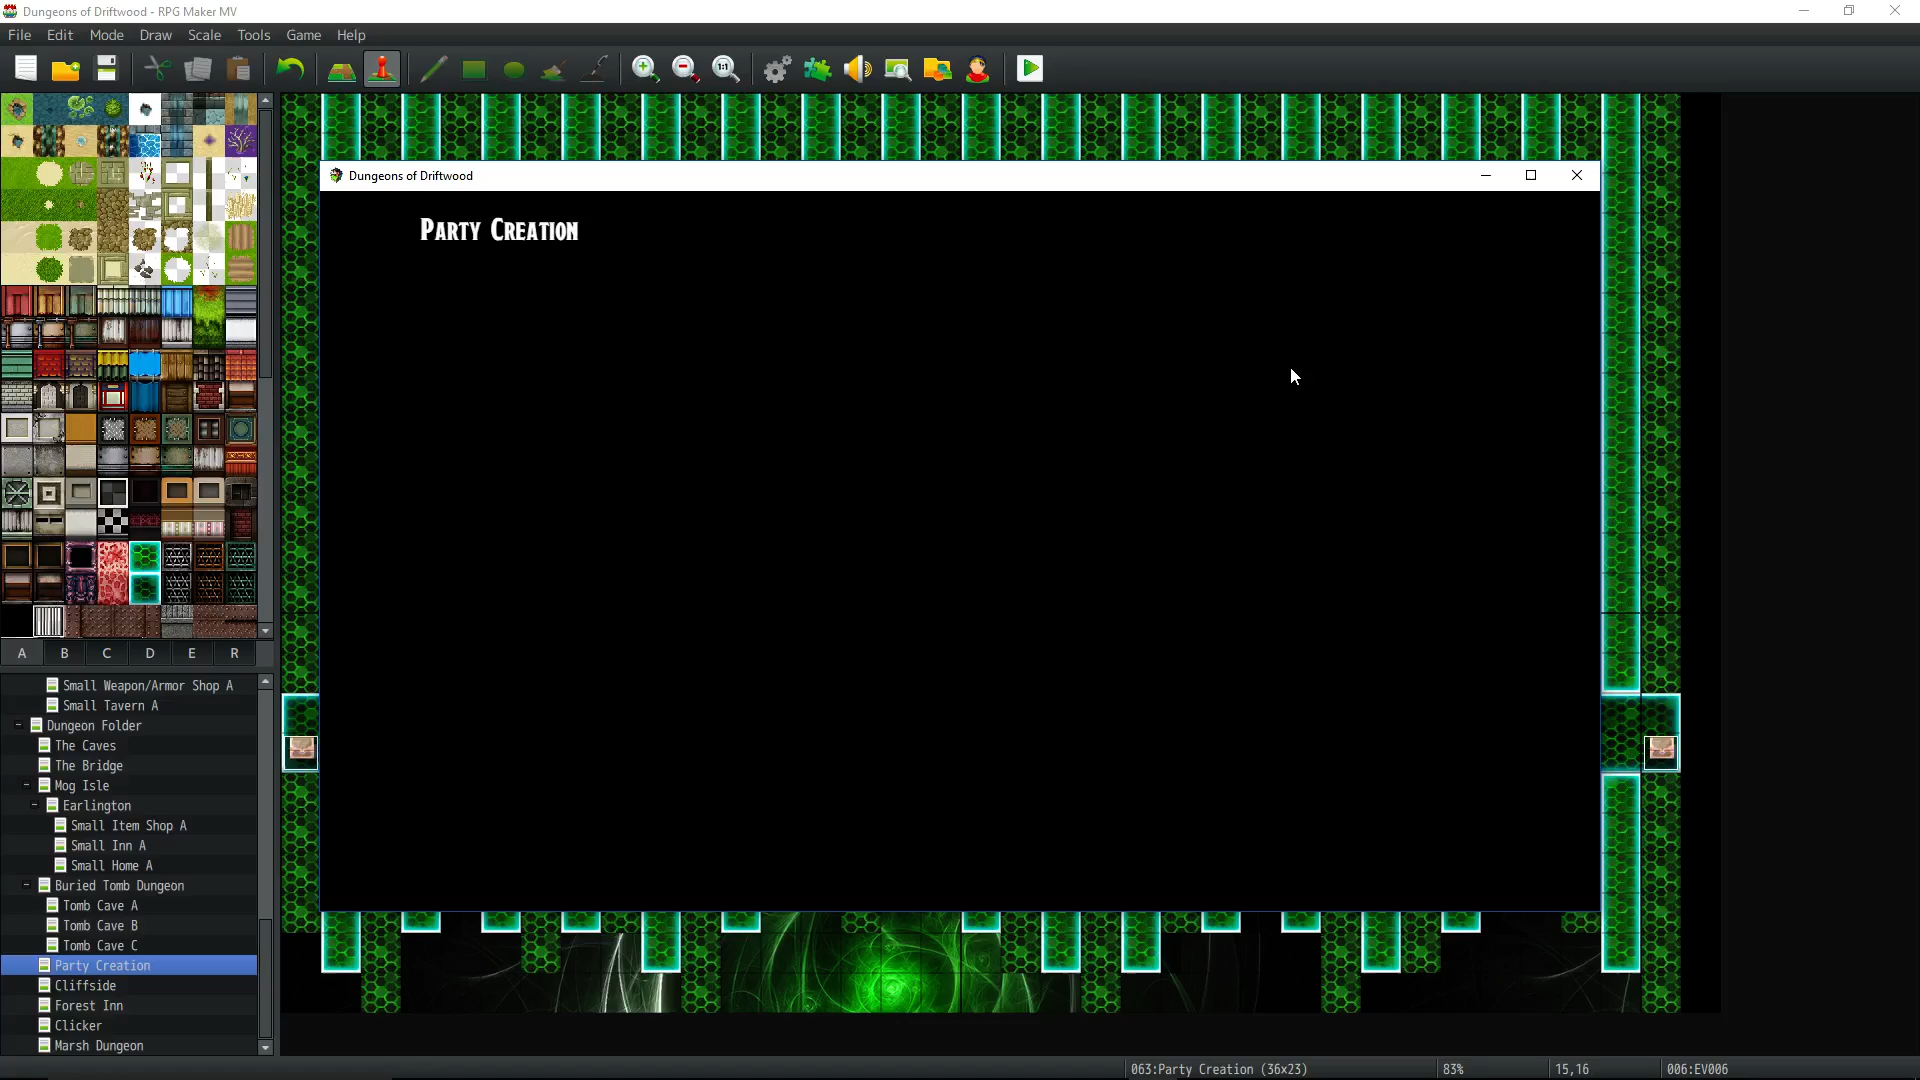 Dungeons of Driftwood - RPG Maker MV
File Edit Mode Draw Scale Tools Game Help
1:1
Dungeons of Driftwood
Party Creation
A B C D E R
Small Weapon/Armor Shop A
Small Tavern A
Dungeon Folder
The Caves
The Bridge
Mog Isle
Earlington
Small Item Shop A
Small Inn A
Small Home A
Buried Tomb Dungeon
Tomb Cave A
Tomb Cave B
Tomb Cave C
Party Creation
Cliffside
Forest Inn
Clicker
Marsh Dungeon
063:Party Creation (36x23) 83% 15,16 006:EV006